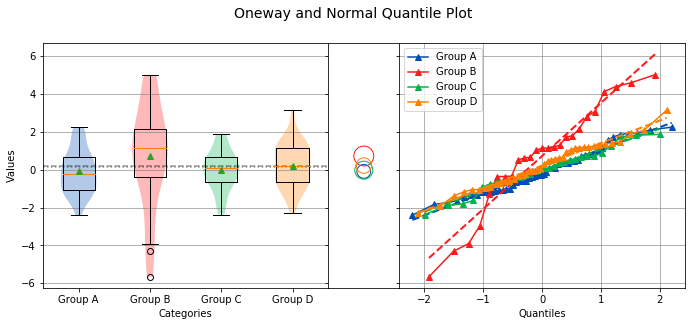 Oneway and Normal Quantile Plot
6
4
2
0
−2
−4
−6
Values
Group A Group B Group C Group D
Categories
Group A
Group B
Group C
Group D
−2 −1 0 1 2
Quantiles